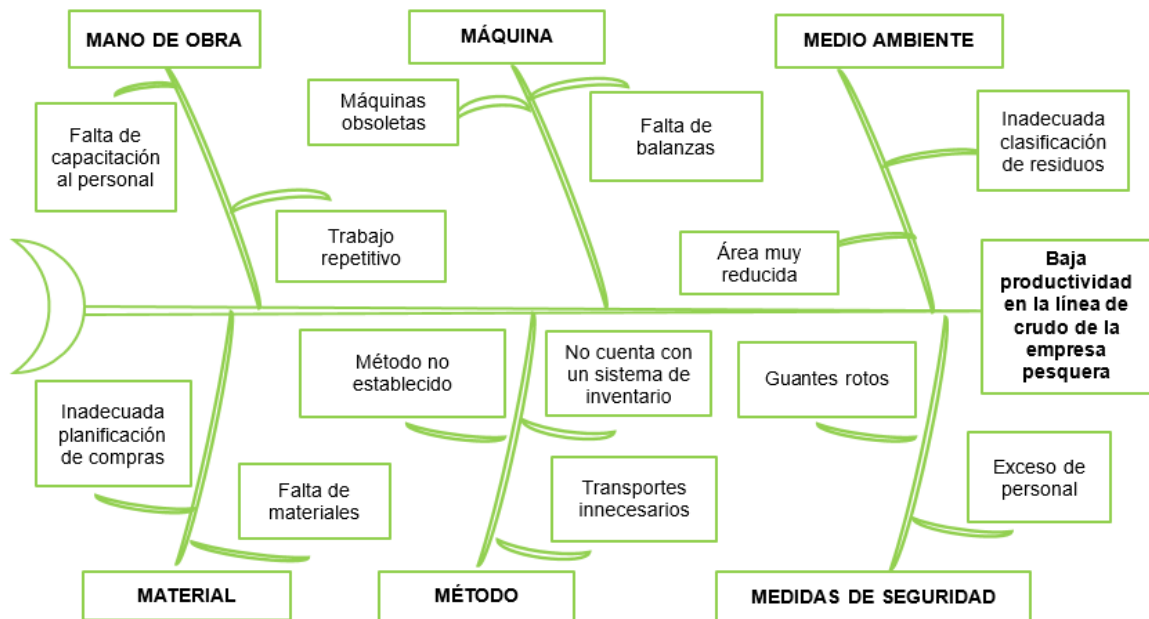 MANO DE OBRA
MÁQUINA
MEDIO AMBIENTE
Falta de
capacitación
al personal
Trabajo
repetitivo
Máquinas
obsoletas
Falta de
balanzas
Inadecuada
clasificación
de residuos
Área muy
reducida
Baja
productividad
en la línea de
crudo de la
empresa
pesquera
Inadecuada
planificación
de compras
Falta de
materiales
Método no
establecido
No cuenta con
un sistema de
inventario
Transportes
innecesarios
Guantes rotos
Exceso de
personal
MATERIAL
MÉTODO
MEDIDAS DE SEGURIDAD